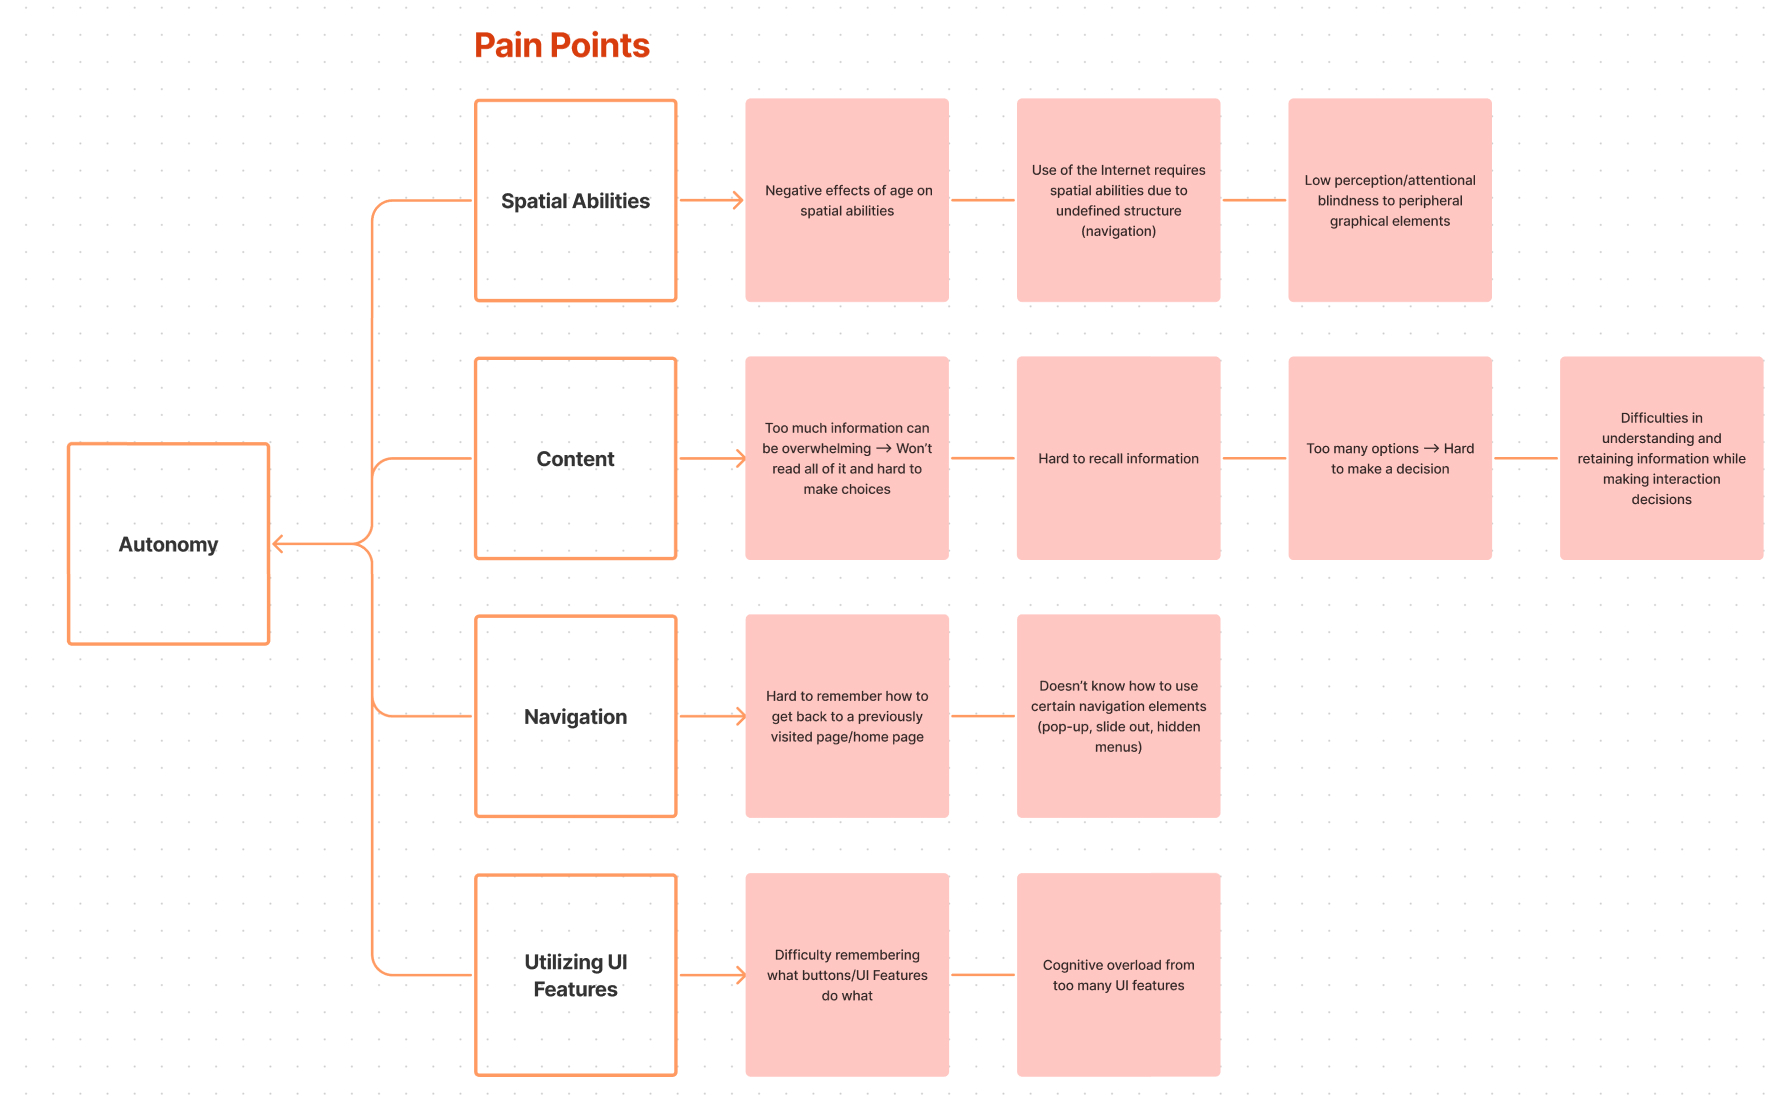 Pain Points
Spatial Abilities
Negative effects of age on
spatial abilities
Use of the Internet requires
spatial abilities due to
undefined structure
(navigation)
Low perception/attentional
blindness to peripheral
graphical elements
Content
Too much information can
be overwhelming → Won’t
read all of it and hard to
make choices
Hard to recall information
Too many options → Hard
to make a decision
Difficulties in
understanding and
retaining information while
making interaction
decisions
Autonomy
Navigation
Hard to remember how to
get back to a previously
visited page/home page
Doesn’t know how to use
certain navigation elements
(pop-up, slide out, hidden
menus)
Utilizing UI
Features
Difficulty remembering
what buttons/UI Features
do what
Cognitive overload from
too many UI features